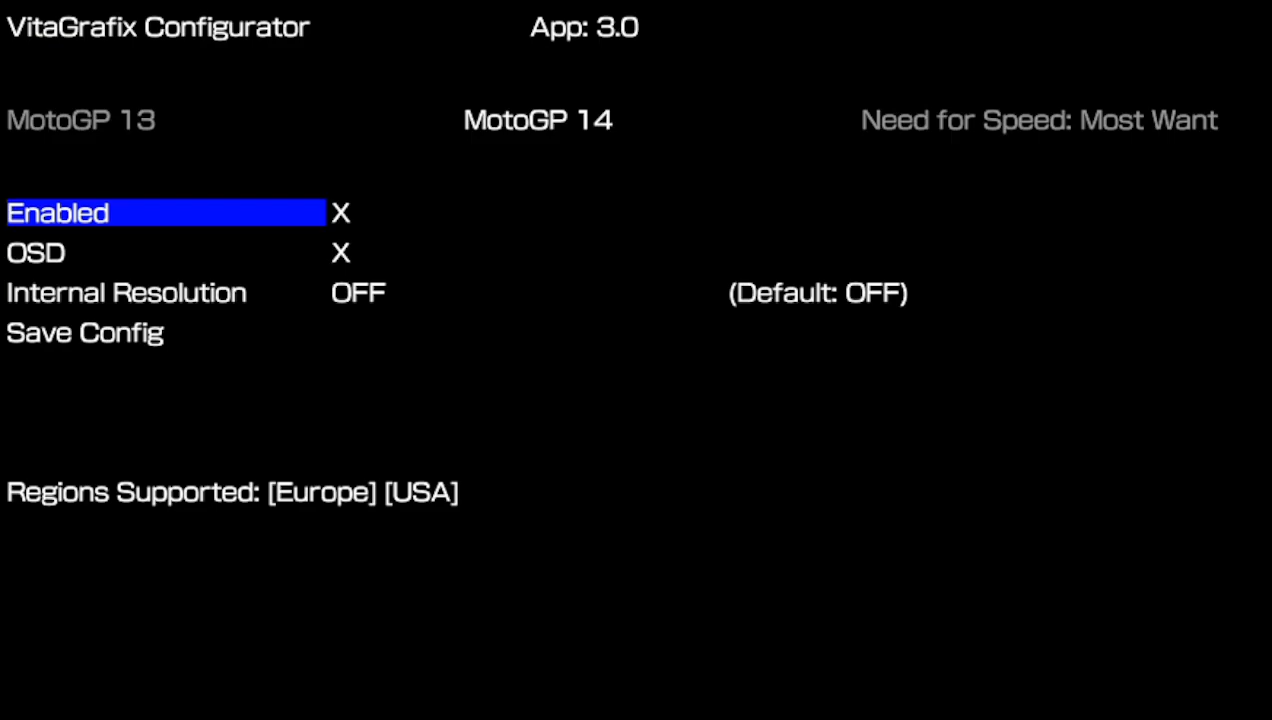 VitaGrafix Configurator App: 3.0
MotoGP 13 MotoGP 14 Need for Speed: Most Want
Enabled X
OSD X
Internal Resolution OFF (Default: OFF)
Save Config
Regions Supported: [Europe] [USA]